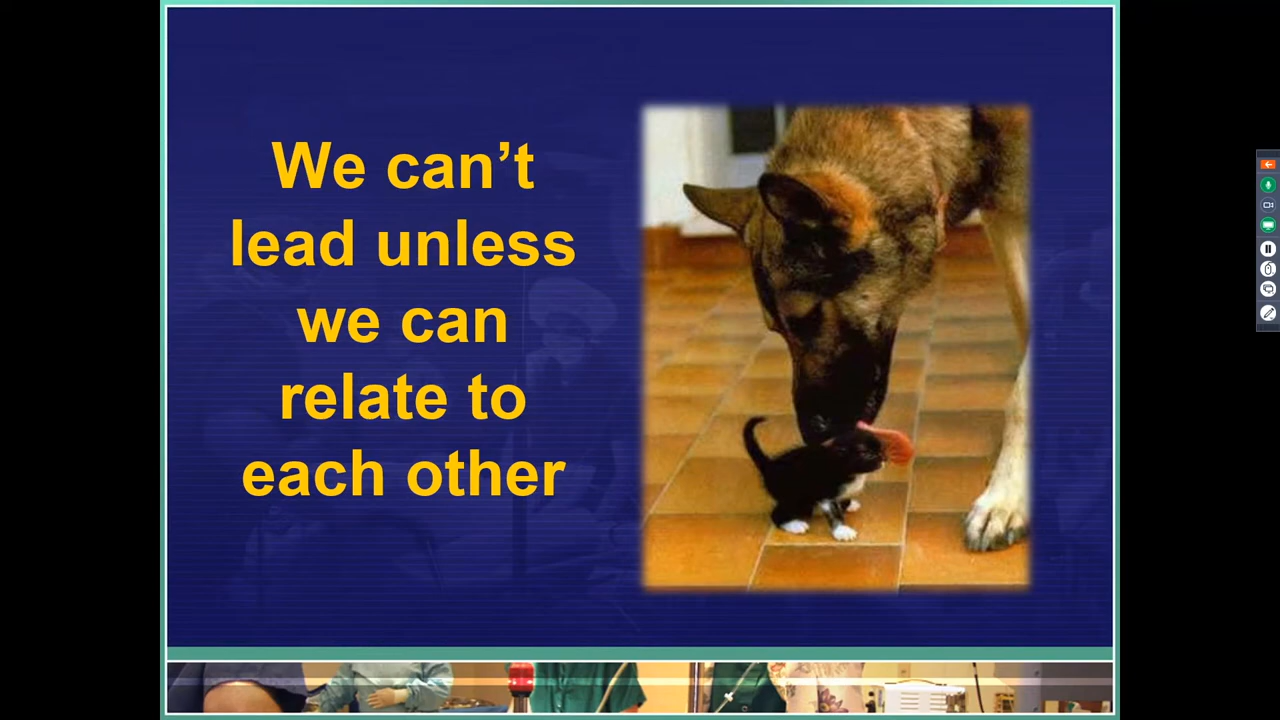 We can’t
lead unless
we can
relate to
each other